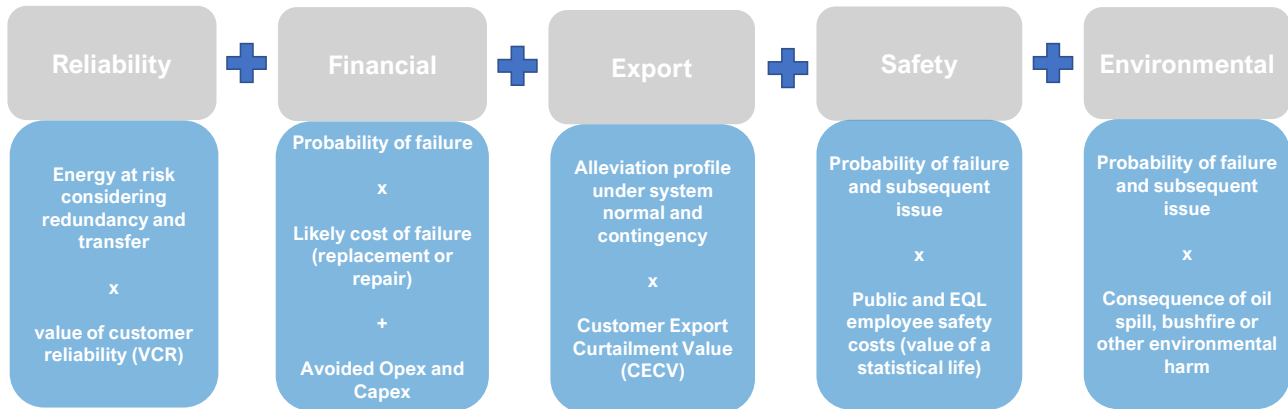 Reliability
Energy at risk
considering
redundancy and
transfer
x
value of customer
reliability (VCR)
Financial
Probability of failure
x
Likely cost of failure
(replacement or
repair)
+
Avoided Opex and
Capex
Export
Alleviation profile
under system
normal and
contingency
x
Customer Export
Curtailment Value
(CECV)
Safety
Probability of failure
and subsequent
issue
x
Public and EQL
employee safety
costs (value of a
statistical life)
Environmental
Probability of failure
and subsequent
issue
x
Consequence of oil
spill, bushfire or
other environmental
harm